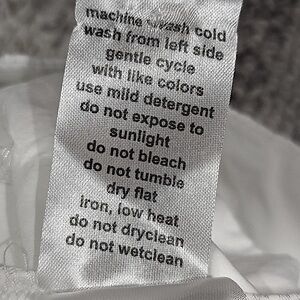 machine wash cold
wash from left side
gentle cycle
with like colors
use mild detergent
do not expose to
sunlight
do not bleach
do not tumble
dry flat
iron, low heat
do not dryclean
do not wetclean